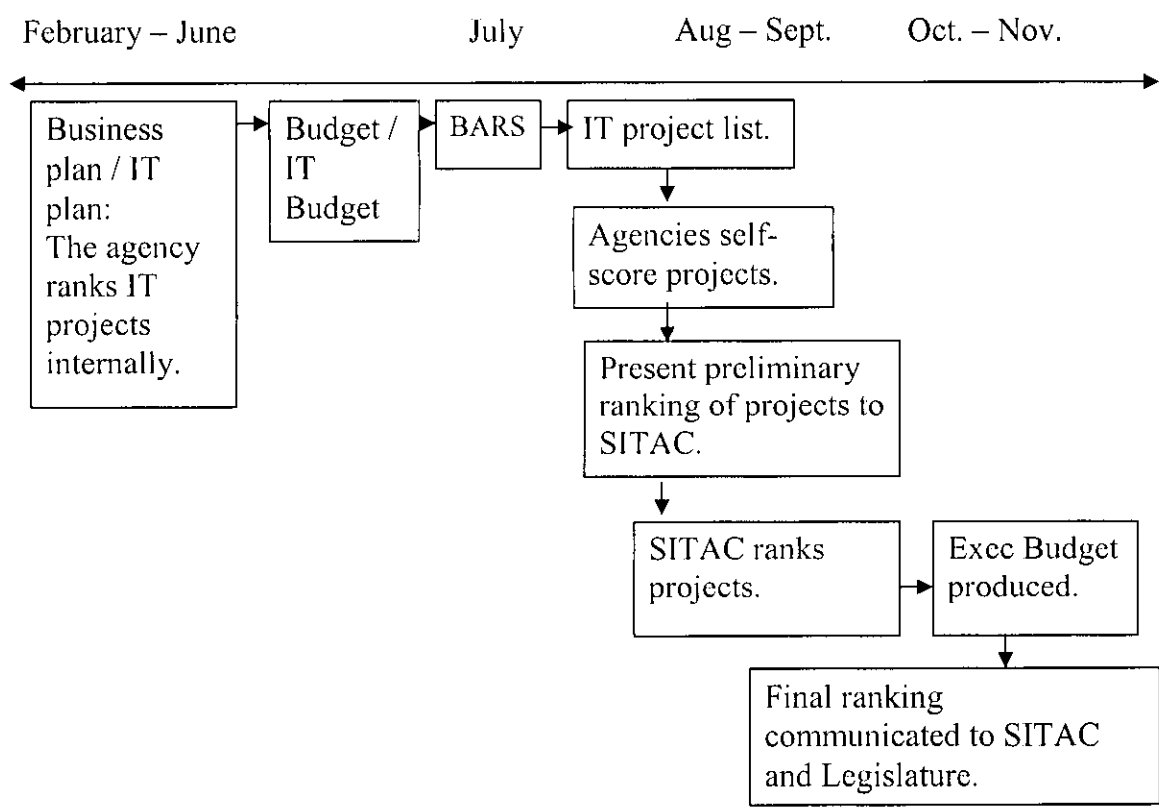 February – June
July
Aug – Sept.
Oct. – Nov.
Business
plan / IT
plan:
The agency
ranks IT
projects
internally.
Budget /
IT
Budget
BARS
IT project list.
Agencies self-
score projects.
Present preliminary
ranking of projects to
SITAC.
SITAC ranks
projects.
Exec Budget
produced.
Final ranking
communicated to SITAC
and Legislature.